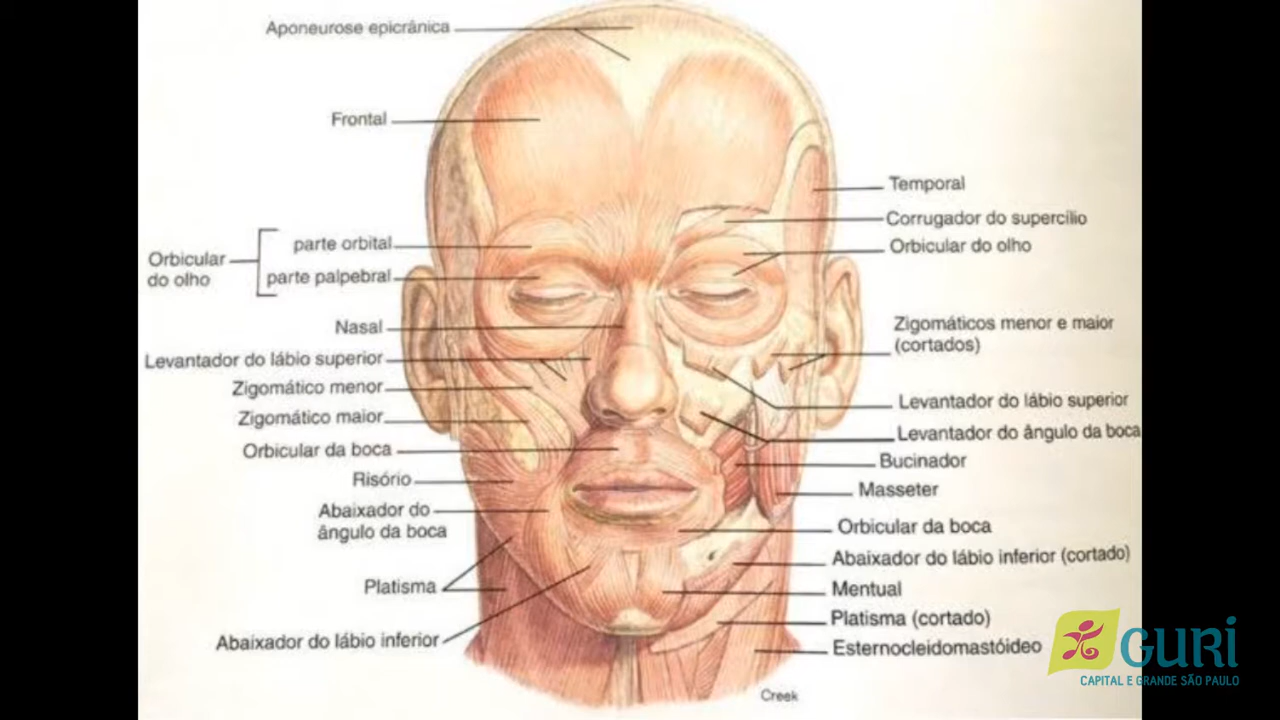 Aponeurose epicrânica
Frontal
Orbicular
do olho
parte orbital
parte palpebral
Nasal
Levantador do lábio superior
Zigomático menor
Zigomático maior
Orbicular da boca
Risório
Abaixador do
ângulo da boca
Platisma
Abaixador do lábio inferior
Temporal
Corrugador do supercílio
Orbicular do olho
Zigomáticos menor e maior
(cortados)
Levantador do lábio superior
Levantador do ângulo da boca
Bucinador
Masseter
Orbicular da boca
Abaixador do lábio inferior (cortado)
Mentual
Platisma (cortado)
Esternocleidomastóideo
Creek
GURI
CAPITAL E GRANDE SÃO PAULO